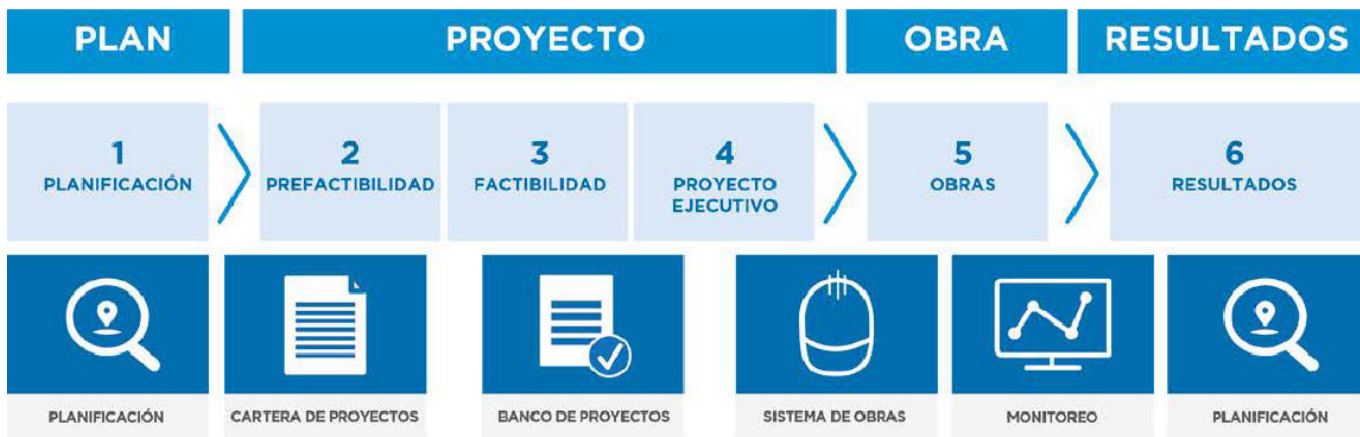 PLAN
PROYECTO
OBRA
RESULTADOS
1
PLANIFICACIÓN
2
PREFACTIBILIDAD
3
FACTIBILIDAD
4
PROYECTO
EJECUTIVO
5
OBRAS
6
RESULTADOS
PLANIFICACIÓN
CARTERA DE PROYECTOS
BANCO DE PROYECTOS
SISTEMA DE OBRAS
MONITOREO
PLANIFICACIÓN